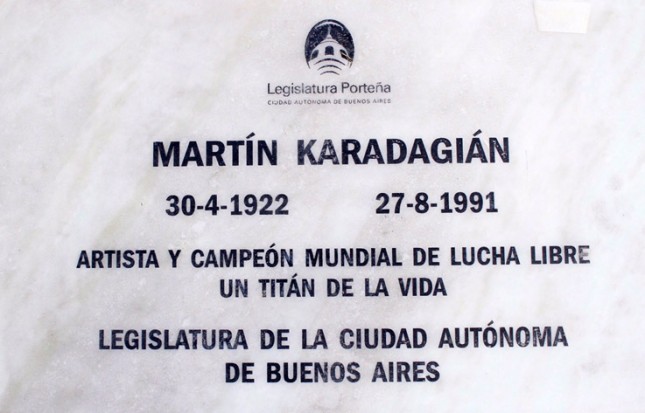 Legislatura Porteña
CIUDAD AUTÓNOMA DE BUENOS AIRES
MARTÍN KARADAGIÁN
30-4-1922 27-8-1991
ARTISTA Y CAMPEÓN MUNDIAL DE LUCHA LIBRE
UN TITÁN DE LA VIDA
LEGISLATURA DE LA CIUDAD AUTÓNOMA
DE BUENOS AIRES